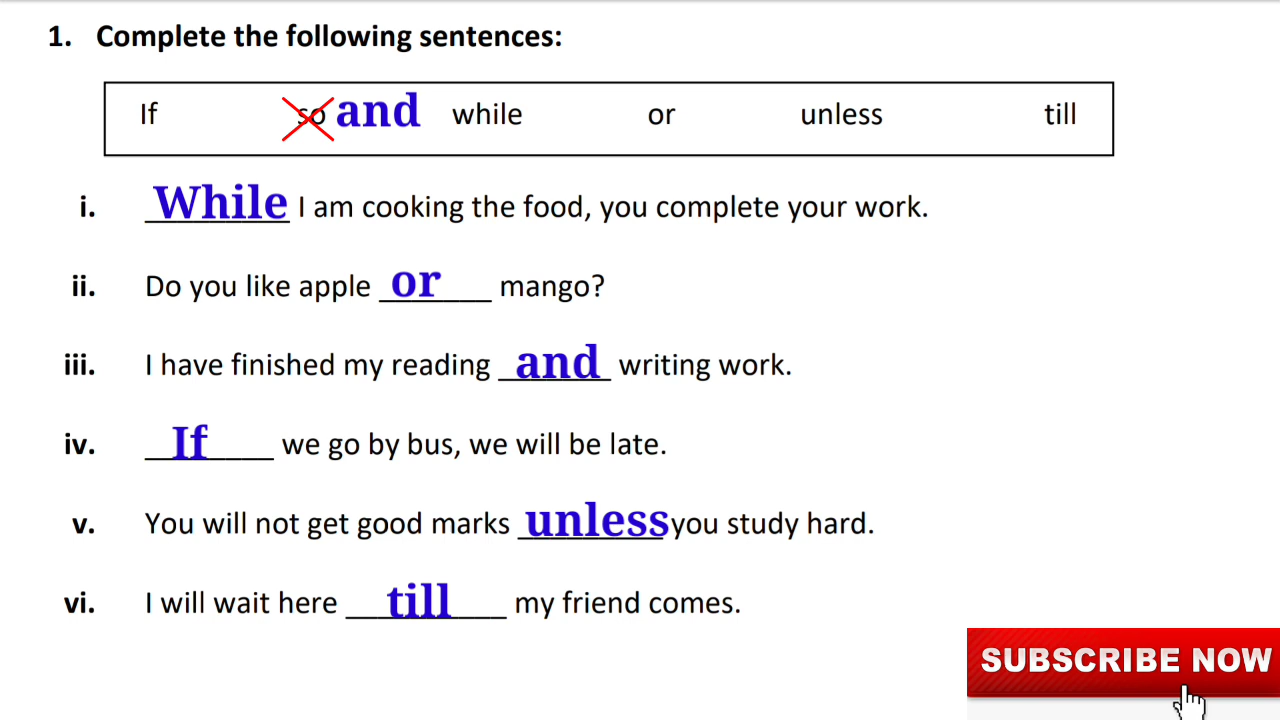 1. Complete the following sentences:
If so and while or unless till
i. While I am cooking the food, you complete your work.
ii. Do you like apple or mango?
iii. I have finished my reading and writing work.
iv. If we go by bus, we will be late.
v. You will not get good marks unless you study hard.
vi. I will wait here till my friend comes.
SUBSCRIBE NOW